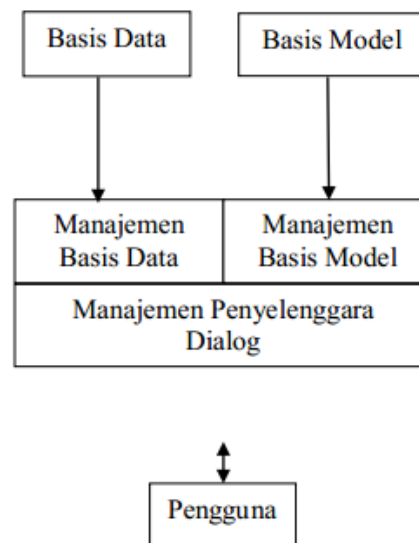 Basis Data
Basis Model
Manajemen
Basis Data
Manajemen
Basis Model
Manajemen Penyelenggara
Dialog
Pengguna